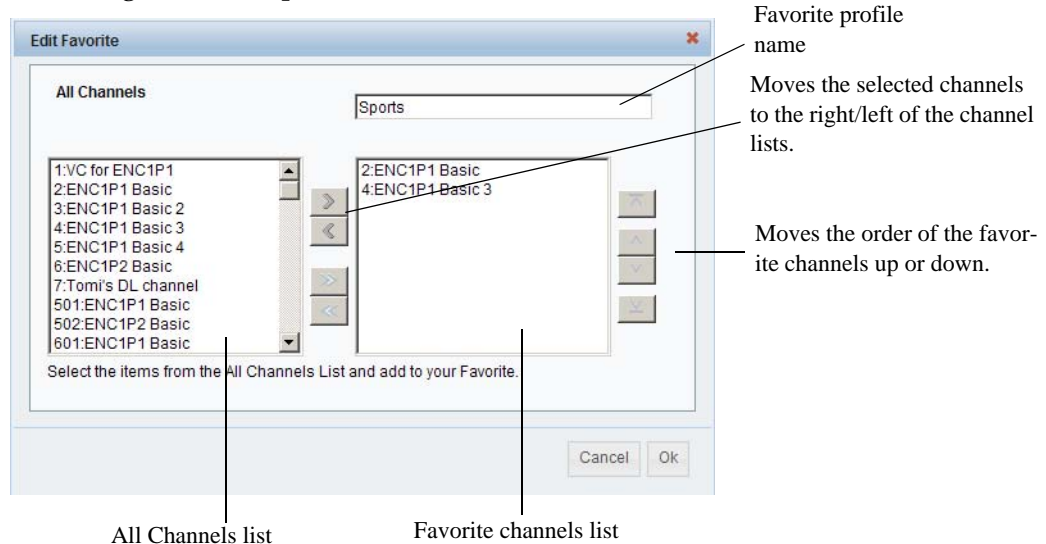 Edit Favorite
Favorite profile
name
All Channels
Sports
Moves the selected channels
to the right/left of the channel
lists.
1:VC for ENC1P1
2:ENC1P1 Basic
3:ENC1P1 Basic 2
4:ENC1P1 Basic 3
5:ENC1P1 Basic 4
6:ENC1P2 Basic
7:Tomi's DL channel
501:ENC1P1 Basic
502:ENC1P2 Basic
601:ENC1P1 Basic
2:ENC1P1 Basic
4:ENC1P1 Basic 3
Moves the order of the favor-
ite channels up or down.
Select the items from the All Channels List and add to your Favorite.
Cancel
Ok
All Channels list
Favorite channels list